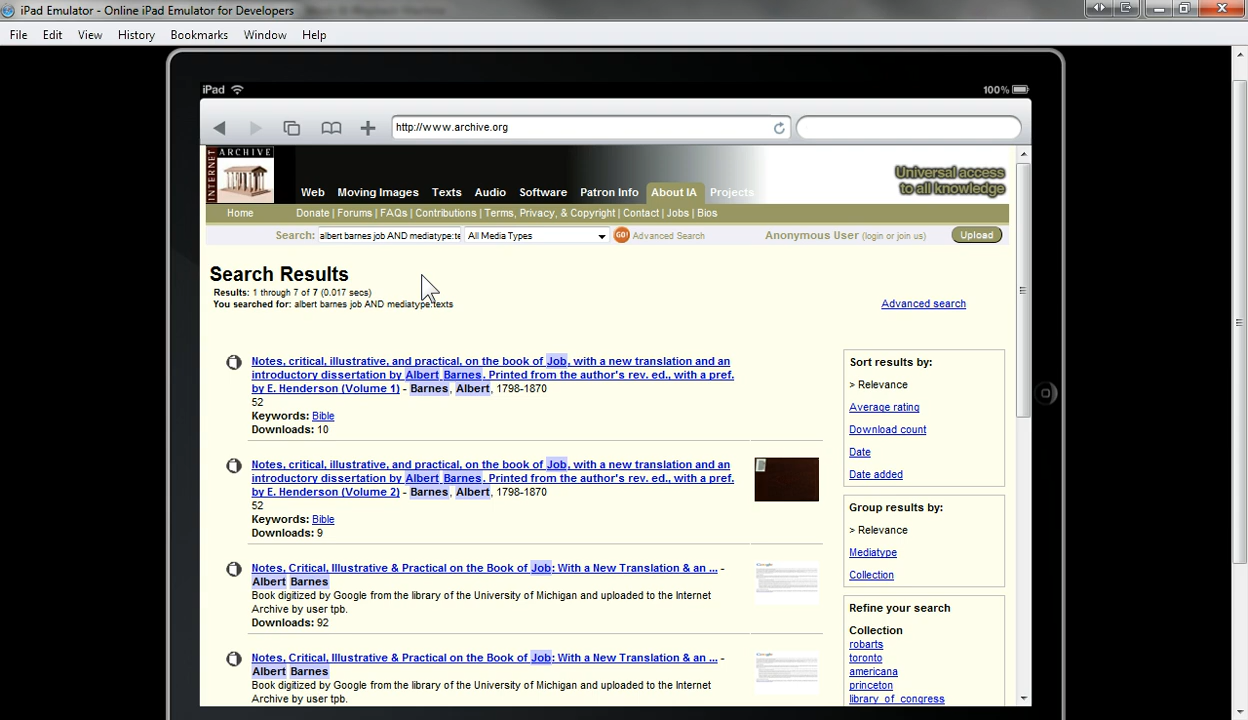 iPad Emulator - Online iPad Emulator for Developers
File Edit View History Bookmarks Window Help
iPad 100%
http://www.archive.org
INTERNET ARCHIVE
Universal access
to all knowledge
Web Moving Images Texts Audio Software Patron Info About IA Projects
Home Donate | Forums | FAQs | Contributions | Terms, Privacy, & Copyright | Contact | Jobs | Bios
Search: albert barnes job AND mediatype:te All Media Types GO! Advanced Search Anonymous User (login or join us) Upload
Search Results
Results: 1 through 7 of 7 (0.017 secs)
You searched for: albert barnes job AND mediatype:texts
Advanced search
Notes, critical, illustrative, and practical, on the book of Job, with a new translation and an
introductory dissertation by Albert Barnes. Printed from the author's rev. ed., with a pref.
by E. Henderson (Volume 1) - Barnes, Albert, 1798-1870
52
Keywords: Bible
Downloads: 10
Notes, critical, illustrative, and practical, on the book of Job, with a new translation and an
introductory dissertation by Albert Barnes. Printed from the author's rev. ed., with a pref.
by E. Henderson (Volume 2) - Barnes, Albert, 1798-1870
52
Keywords: Bible
Downloads: 9
Notes, Critical, Illustrative & Practical on the Book of Job: With a New Translation & an ... -
Albert Barnes
Book digitized by Google from the library of the University of Michigan and uploaded to the Internet
Archive by user tpb.
Downloads: 92
Notes, Critical, Illustrative & Practical on the Book of Job: With a New Translation & an ... -
Albert Barnes
Book digitized by Google from the library of the University of Michigan and uploaded to the Internet
Archive by user tpb.
Sort results by:
> Relevance
Average rating
Download count
Date
Date added
Group results by:
> Relevance
Mediatype
Collection
Refine your search
Collection
robarts
toronto
americana
princeton
library_of_congress